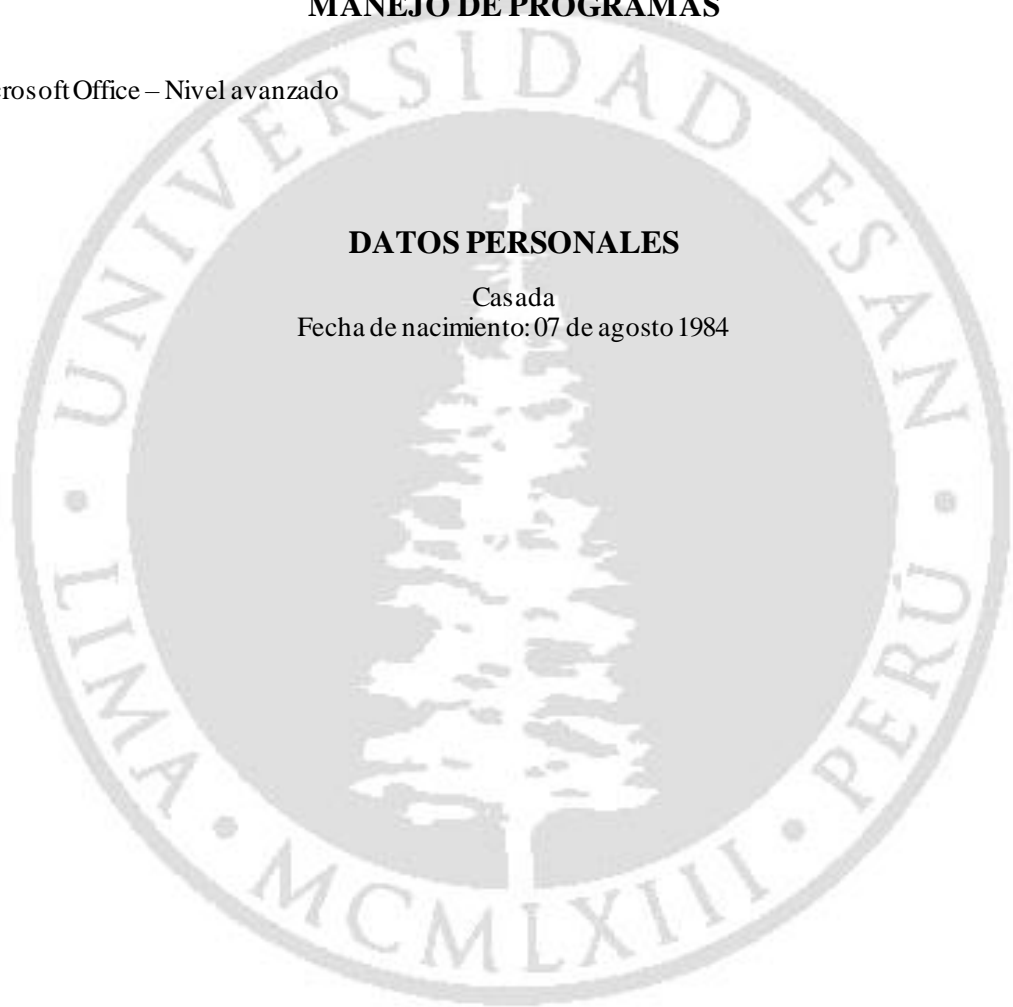 MANEJO DE PROGRAMAS
crosoft Office – Nivel avanzado
DATOS PERSONALES
Casada
Fecha de nacimiento: 07 de agosto 1984
UNIVERSIDAD ESAN
LIMA • MCMLXIII • PERÚ